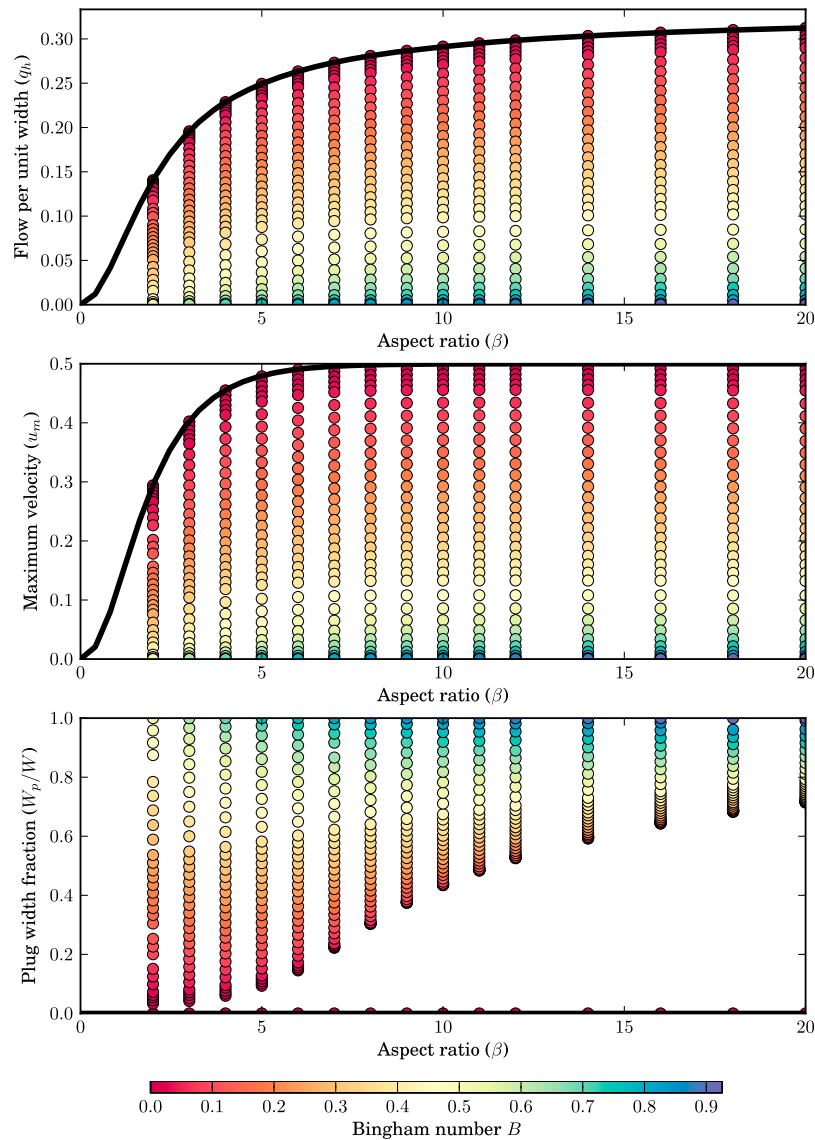 0.30
0.25
0.20
0.15
0.10
0.05
0.00
Flow per unit width (q_h)
0 5 10 15 20
Aspect ratio (β)
0.5
0.4
0.3
0.2
0.1
0.0
Maximum velocity (u_m)
0 5 10 15 20
Aspect ratio (β)
1.0
0.8
0.6
0.4
0.2
0.0
Plug width fraction (W_p/W)
0 5 10 15 20
Aspect ratio (β)
0.0 0.1 0.2 0.3 0.4 0.5 0.6 0.7 0.8 0.9
Bingham number B